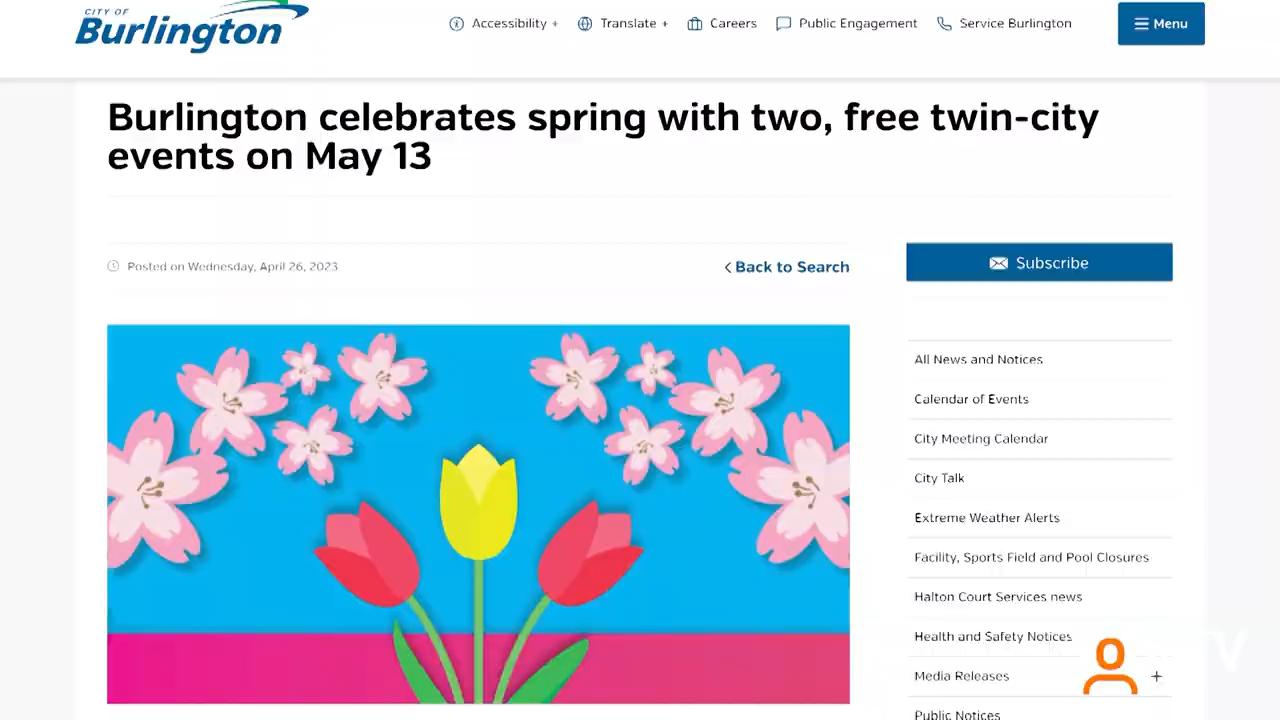 CITY OF
Burlington
Accessibility +
Translate +
Careers
Public Engagement
Service Burlington
Menu
Burlington celebrates spring with two, free twin-city
events on May 13
Posted on Wednesday, April 26, 2023
Back to Search
Subscribe
All News and Notices
Calendar of Events
City Meeting Calendar
City Talk
Extreme Weather Alerts
Facility, Sports Field and Pool Closures
Halton Court Services news
Health and Safety Notices
Media Releases +
Public Notices